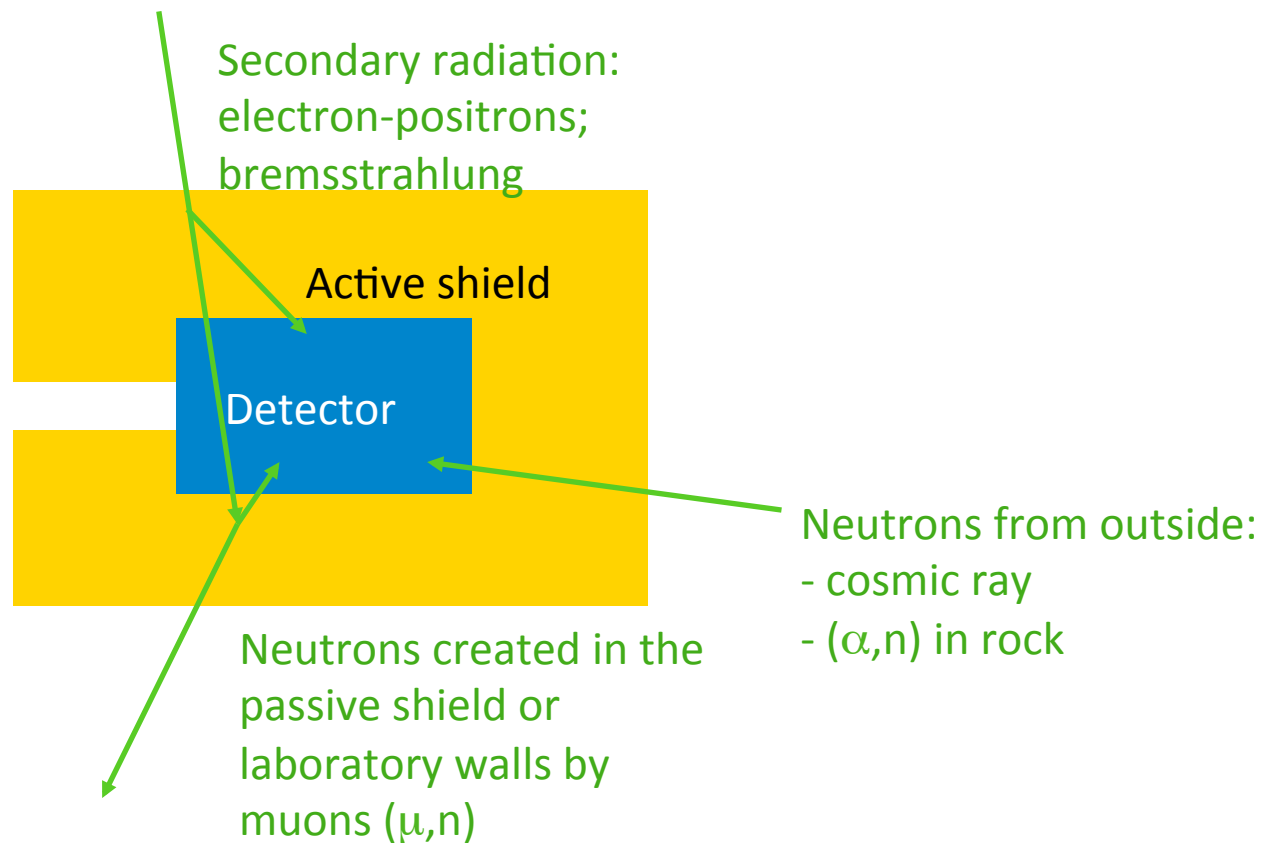 Secondary radiation:
electron-positrons;
bremsstrahlung
Active shield
Detector
Neutrons from outside:
- cosmic ray
- (α,n) in rock
Neutrons created in the
passive shield or
laboratory walls by
muons (μ,n)